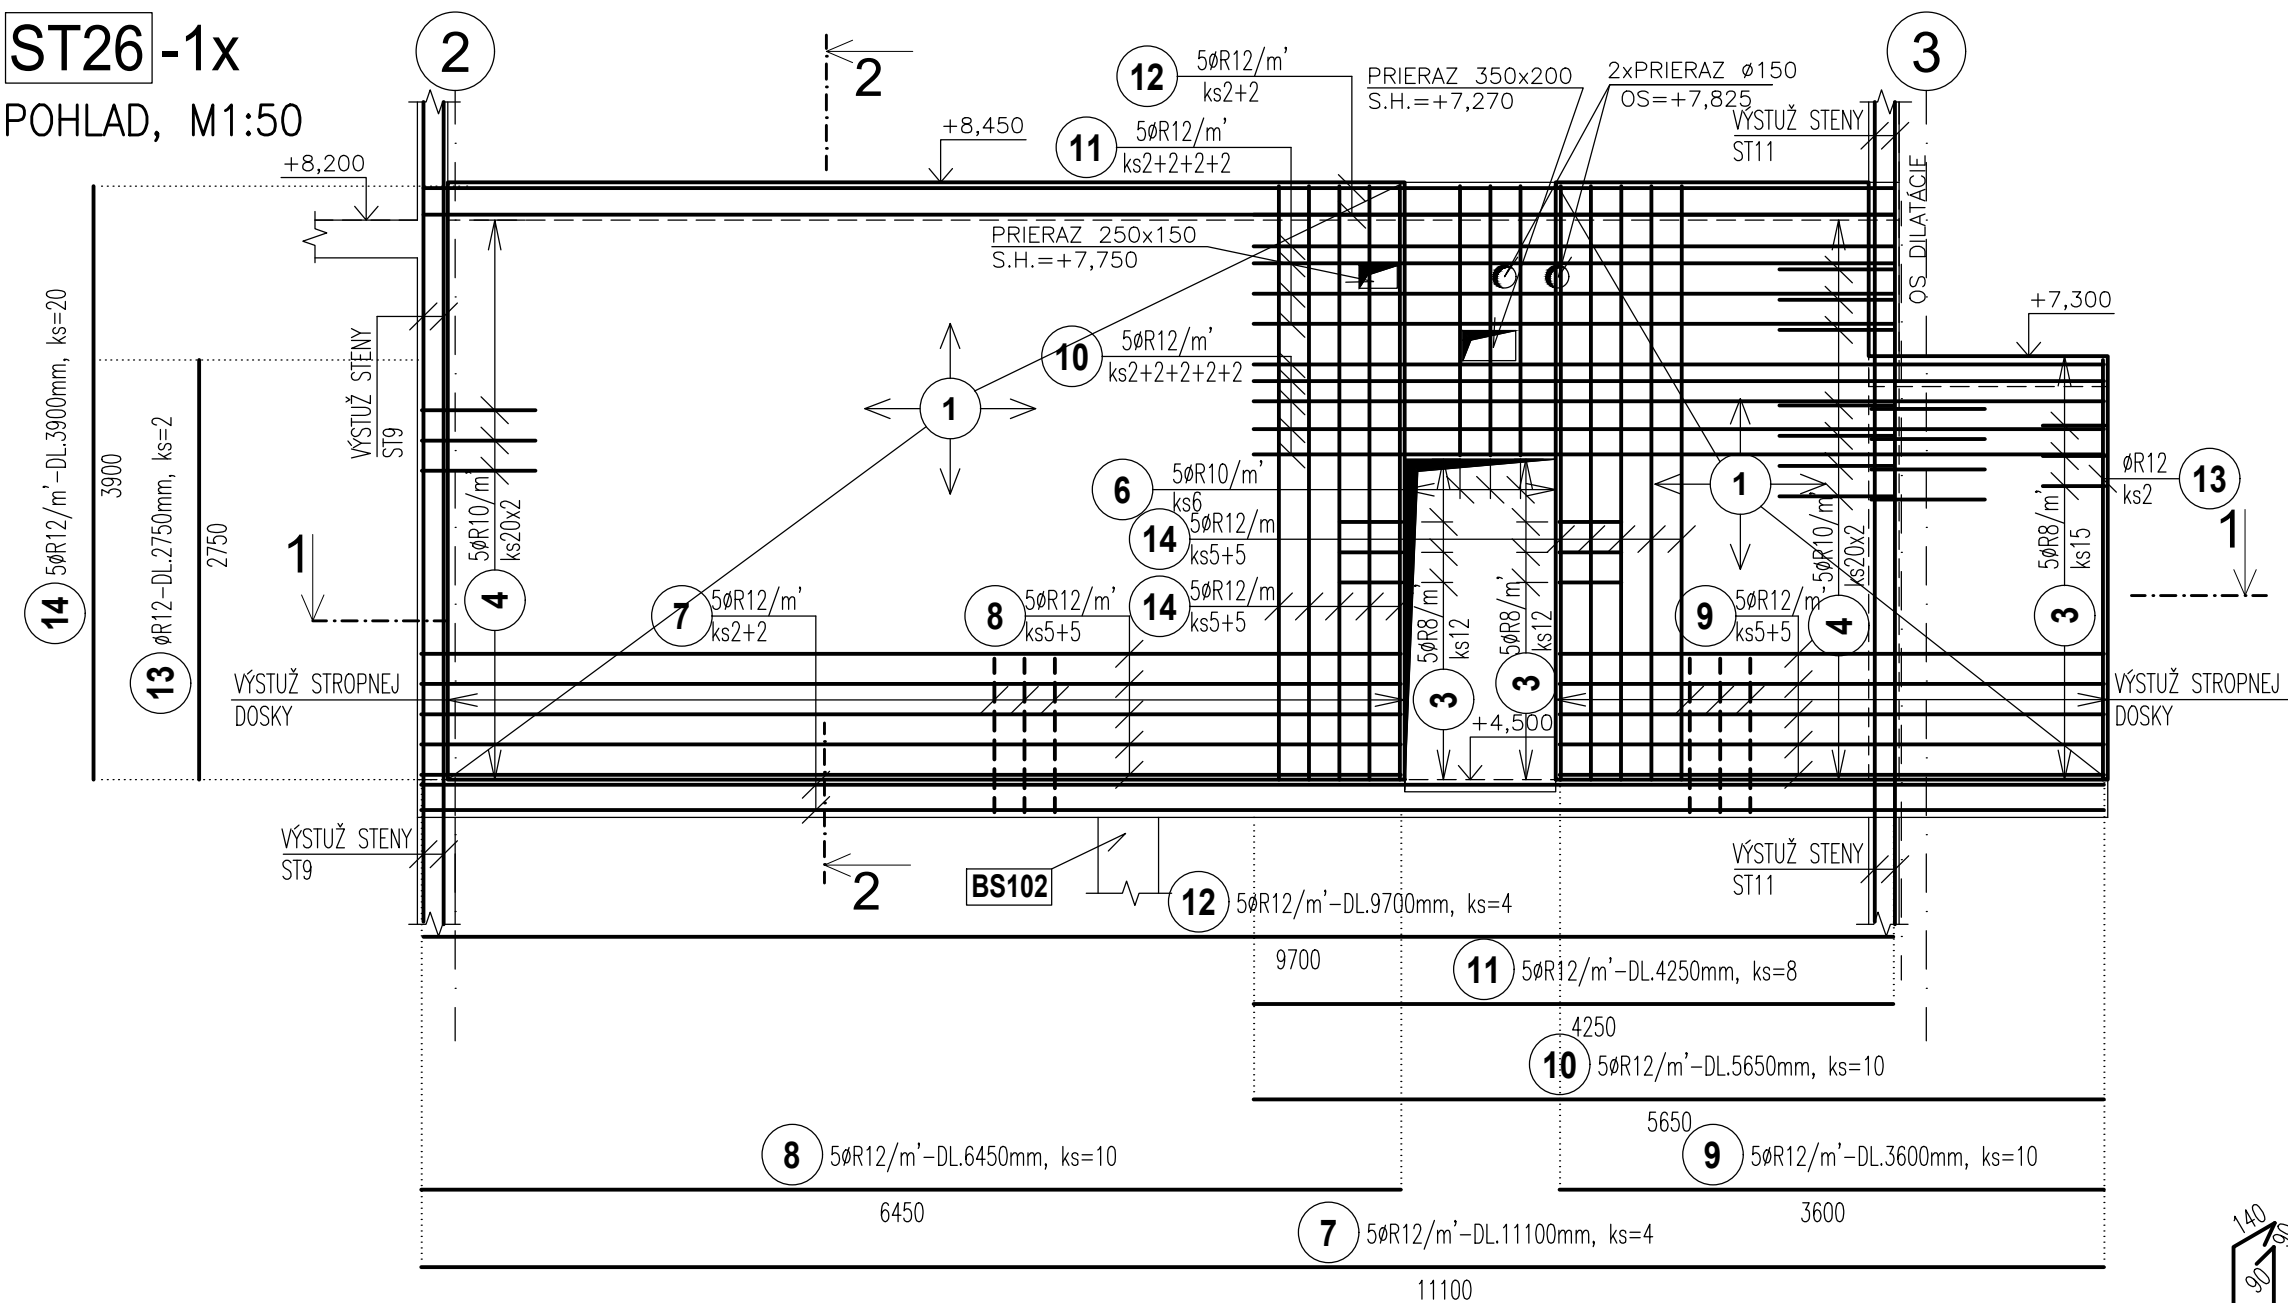 ST26 -1x
POHLAD, M1:50
2
3
2
12
5øR12/m'
ks2+2
PRIERAZ 350x200
S.H.=+7,270
2xPRIERAZ ø150
OS=+7,825
VÝSTUŽ STENY
ST11
11
5øR12/m'
ks2+2+2+2
+8,450
+8,200
OS DILATÁCIE
PRIERAZ 250x150
S.H.=+7,750
+7,300
14
5øR12/m'-DL.3900mm, ks=20
3900
13
øR12-DL.2750mm, ks=2
2750
VÝSTUŽ STENY
ST9
10
5øR12/m'
ks2+2+2+2+2
1
1
6
5øR10/m'
ks6
14
5øR12/m
ks5+5
14
5øR12/m
ks5+5
øR12
ks2
13
1
1
4
5øR10/m'
ks20x2
7
5øR12/m'
ks2+2
8
5øR12/m'
ks5+5
3
5øR8/m'
ks12
3
5øR8/m'
ks12
9
5øR12/m'
ks5+5
4
5øR10/m'
ks20x2
3
5øR8/m'
ks15
VÝSTUŽ STROPNEJ
DOSKY
+4,500
VÝSTUŽ STROPNEJ
DOSKY
VÝSTUŽ STENY
ST9
2
BS102
VÝSTUŽ STENY
ST11
12
5øR12/m'-DL.9700mm, ks=4
9700
11
5øR12/m'-DL.4250mm, ks=8
4250
10
5øR12/m'-DL.5650mm, ks=10
5650
8
5øR12/m'-DL.6450mm, ks=10
6450
9
5øR12/m'-DL.3600mm, ks=10
3600
7
5øR12/m'-DL.11100mm, ks=4
11100
140
90
90